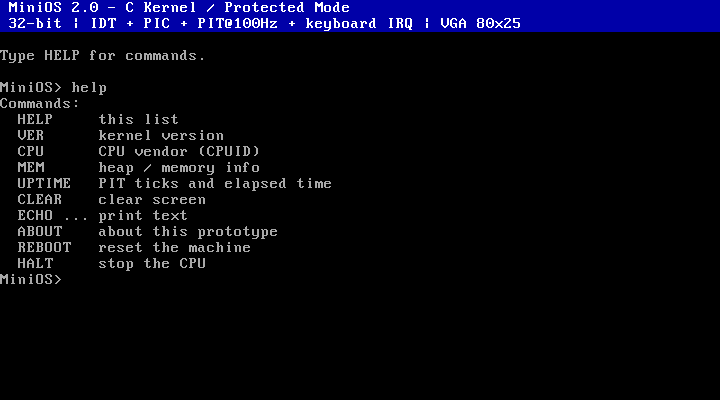 MiniOS 2.0 - C Kernel / Protected Mode
32-bit ¦ IDT + PIC + PIT@100Hz + keyboard IRQ ¦ VGA 80x25
Type HELP for commands.
MiniOS> help
Commands:
HELP     this list
VER      kernel version
CPU      CPU vendor (CPUID)
MEM      heap / memory info
UPTIME   PIT ticks and elapsed time
CLEAR    clear screen
ECHO ... print text
ABOUT    about this prototype
REBOOT   reset the machine
HALT     stop the CPU
MiniOS>